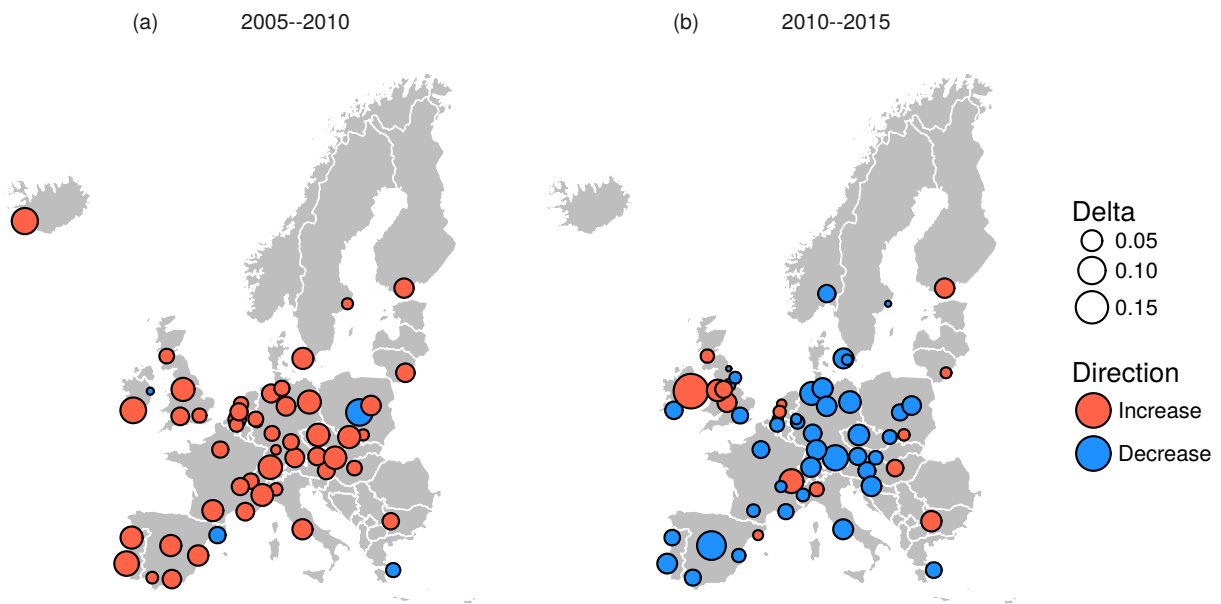 (a) 2005--2010
(b) 2010--2015
Delta
0.05
0.10
0.15
Direction
Increase
Decrease